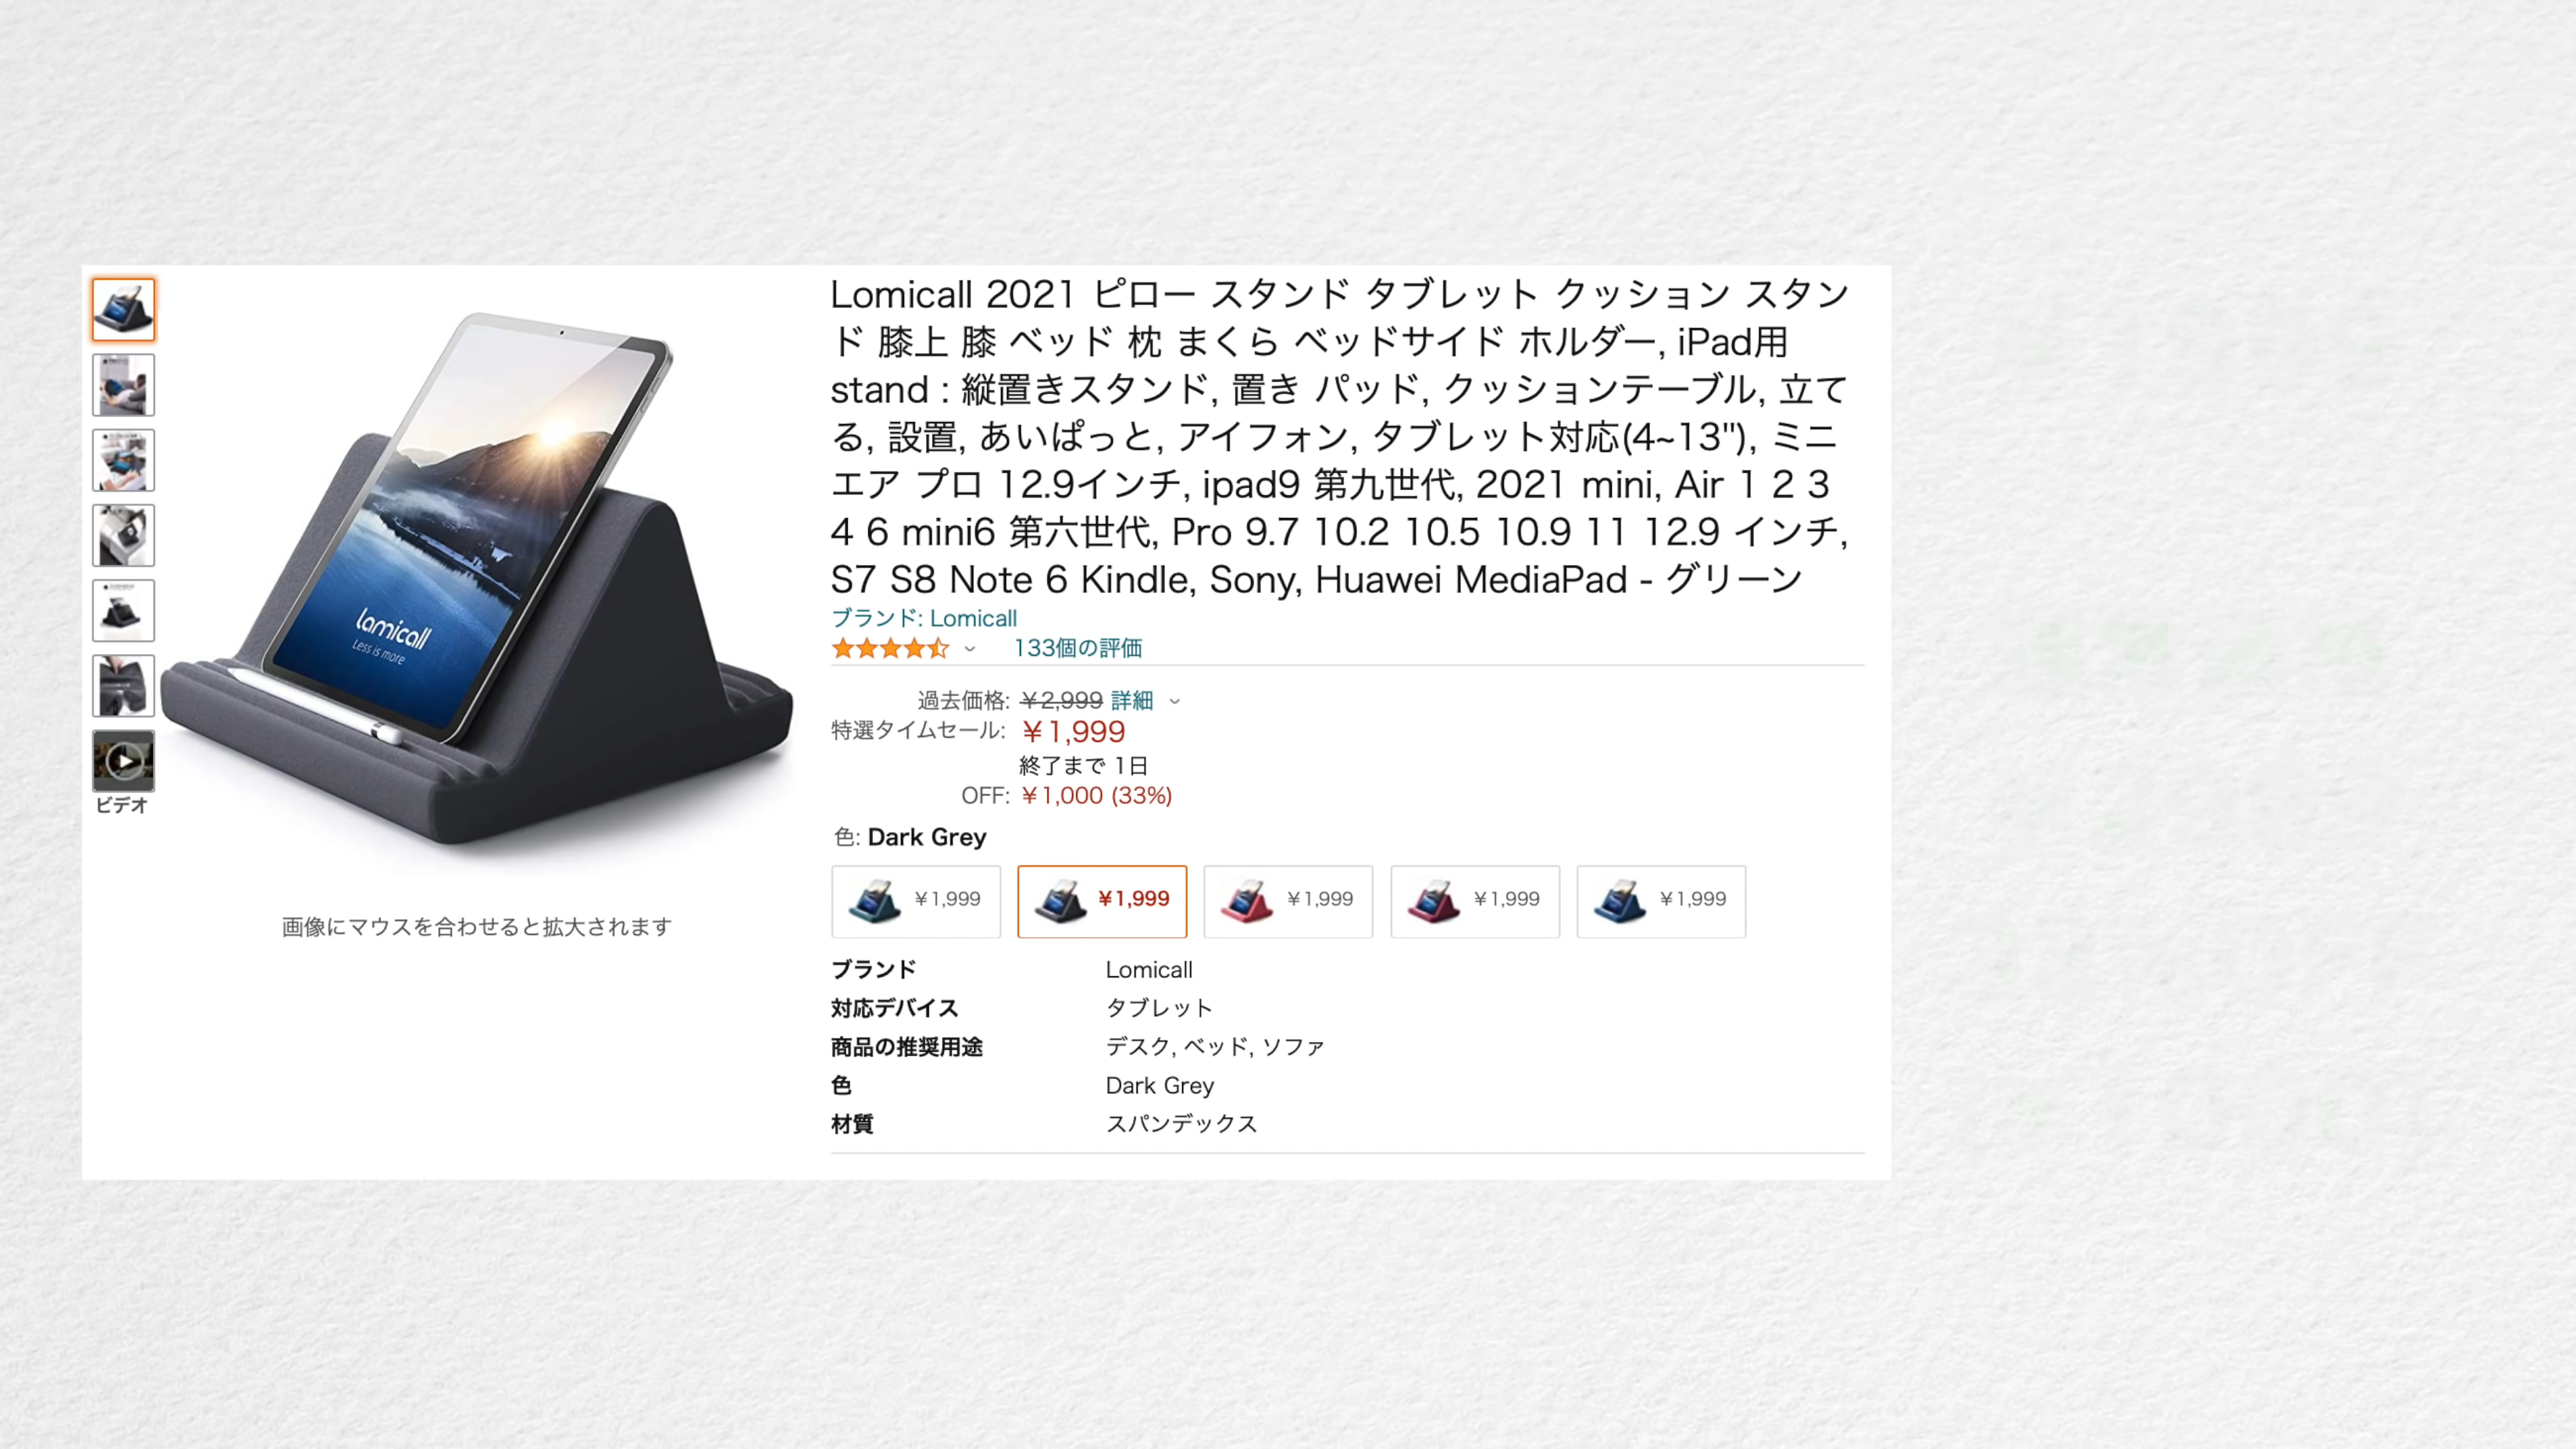 Lomicall 2021 ピロー スタンド タブレット クッション スタン
ド 膝上 膝 ベッド 枕 まくら ベッドサイド ホルダー, iPad用
stand : 縦置きスタンド, 置き パッド, クッションテーブル, 立て
る, 設置, あいぱっと, アイフォン, タブレット対応(4~13"), ミニ
エア プロ 12.9インチ, ipad9 第九世代, 2021 mini, Air 1 2 3
4 6 mini6 第六世代, Pro 9.7 10.2 10.5 10.9 11 12.9 インチ,
S7 S8 Note 6 Kindle, Sony, Huawei MediaPad - グリーン
ブランド: Lomicall
133個の評価
過去価格: ￥2,999 詳細
特選タイムセール: ￥1,999
終了まで 1日
OFF: ￥1,000 (33%)
色: Dark Grey
￥1,999 ￥1,999 ￥1,999 ￥1,999 ￥1,999
ブランド Lomicall
対応デバイス タブレット
商品の推奨用途 デスク, ベッド, ソファ
色 Dark Grey
材質 スパンデックス
lamicall
Less is more
ビデオ
画像にマウスを合わせると拡大されます